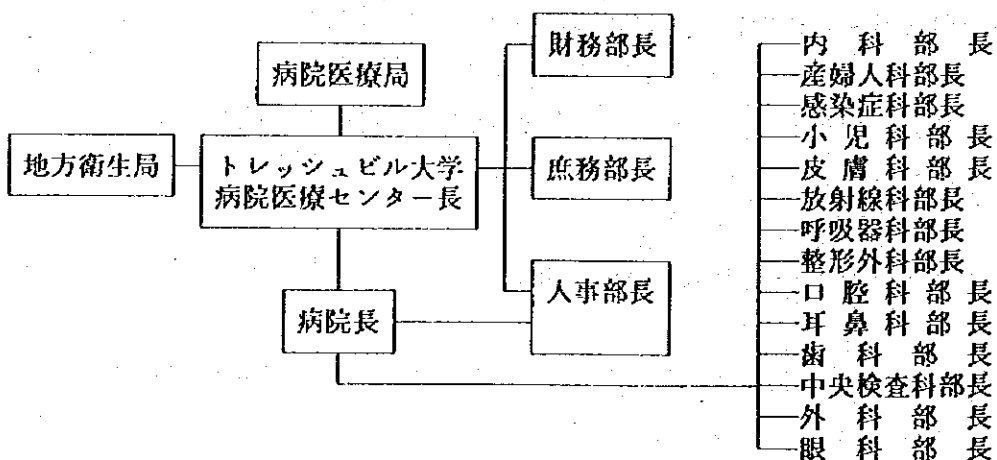 病院医療局
地方衛生局
トレッシュビル大学
病院医療センター長
病院長
財務部長
庶務部長
人事部長
内科部長
産婦人科部長
感染症科部長
小児科部長
皮膚科部長
放射線科部長
呼吸器科部長
整形外科部長
口腔科部長
耳鼻科部長
歯科部長
中央検査科部長
外科部長
眼科部長